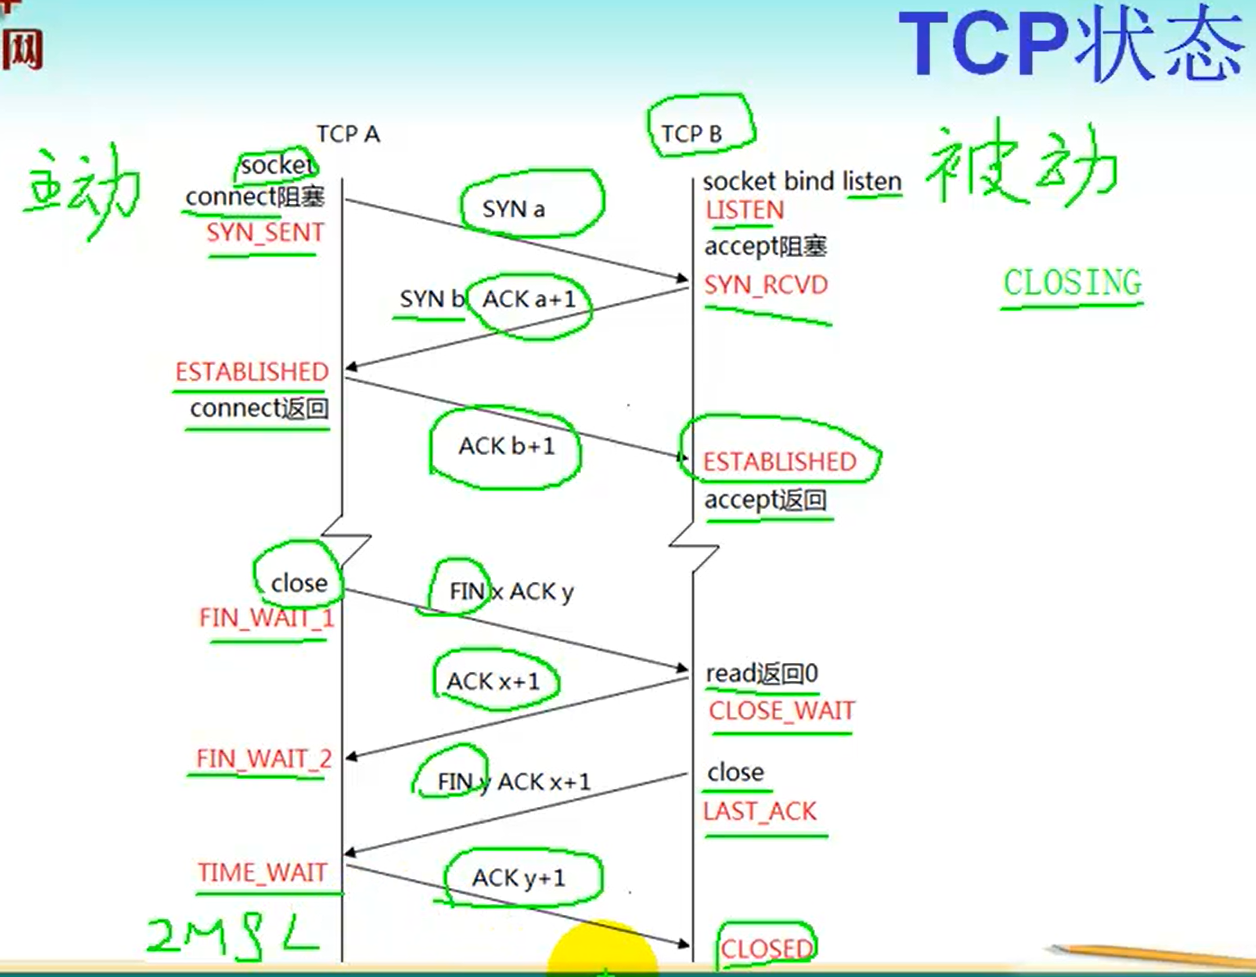 网
TCP状态
TCP A
TCP B
主动
被动
socket
connect阻塞
SYN_SENT
SYN a
socket bind listen
LISTEN
accept阻塞
SYN_RCVD
CLOSING
SYN b ACK a+1
ESTABLISHED
connect返回
ACK b+1
ESTABLISHED
accept返回
close
FIN_WAIT_1
FIN x ACK y
read返回0
CLOSE_WAIT
ACK x+1
FIN_WAIT_2
FIN y ACK x+1
close
LAST_ACK
TIME_WAIT
ACK y+1
2MSL
CLOSED